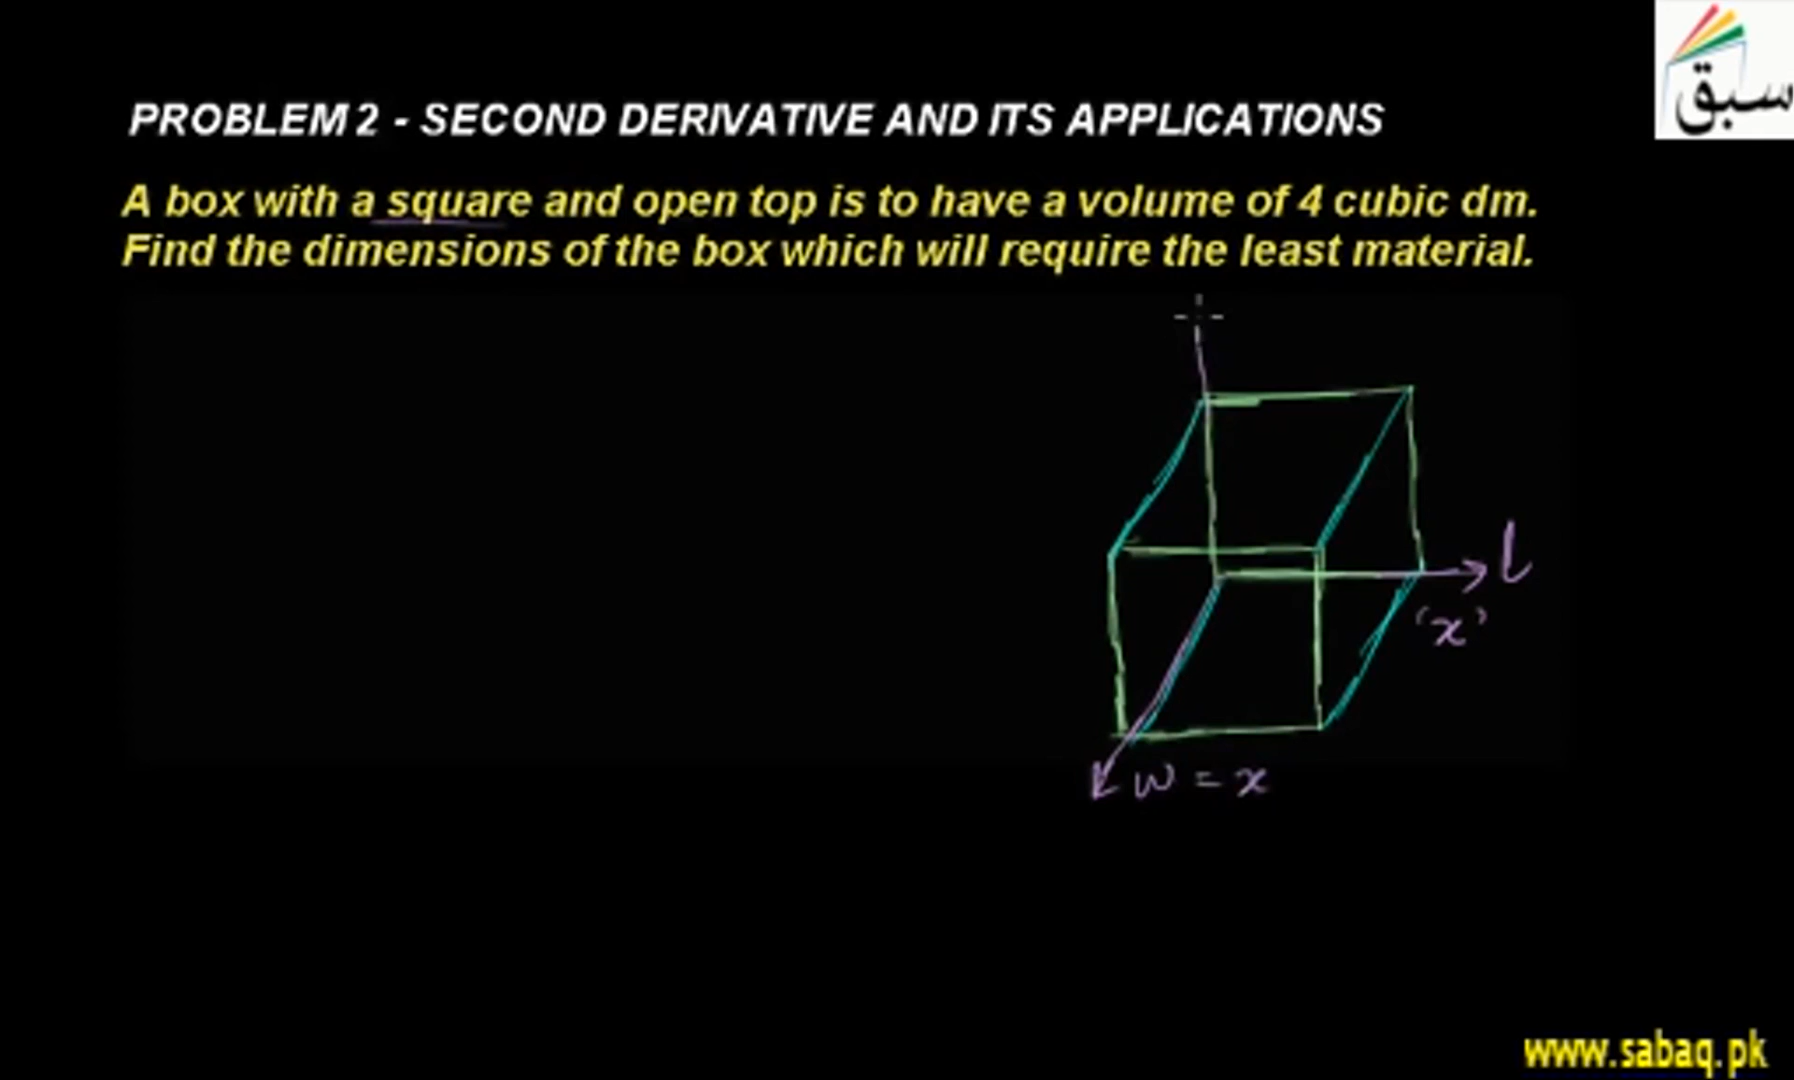 سبق
PROBLEM 2 - SECOND DERIVATIVE AND ITS APPLICATIONS
A box with a square and open top is to have a volume of 4 cubic dm.
Find the dimensions of the box which will require the least material.
l
'x'
w = x
www.sabaq.pk